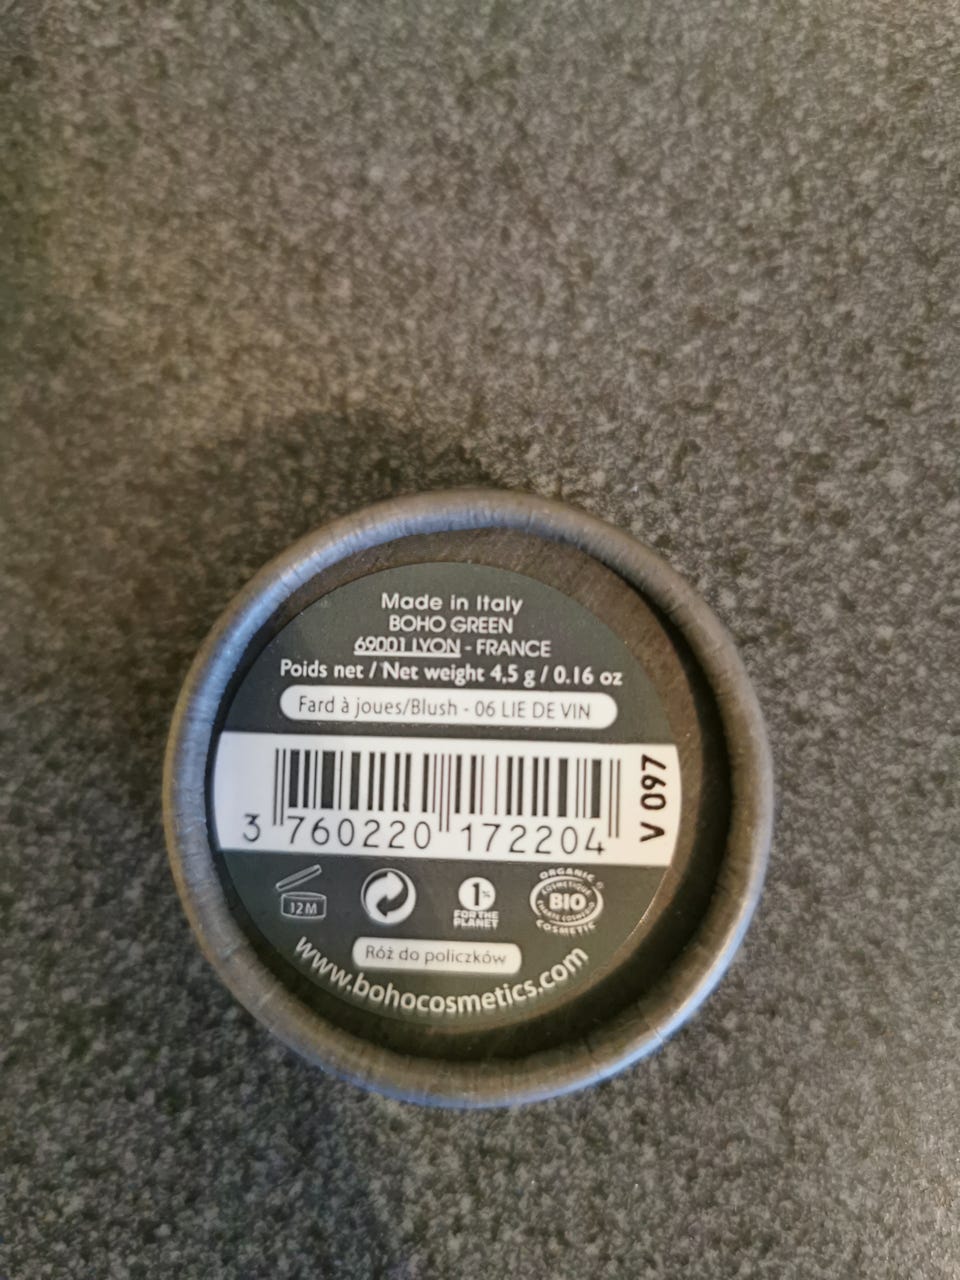 Made in Italy
BOHO GREEN
69001 LYON - FRANCE
Poids net / Net weight 4,5 g / 0.16 oz
Fard à joues/Blush - 06 LIE DE VIN
3 760220 172204
V 097
12M
1%
FOR THE
PLANET
ORGANIC
COSMETIQUE
BIO
COSMETIC
Róż do policzków
www.bohocosmetics.com